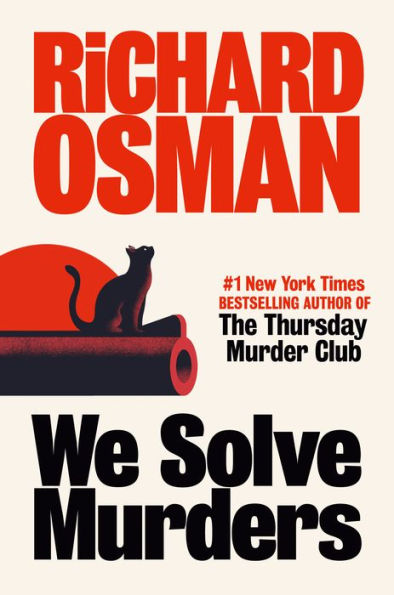 RiCHARD
OSMAN
#1 New York Times
BESTSELLING AUTHOR OF
The Thursday
Murder Club
We Solve
Murders